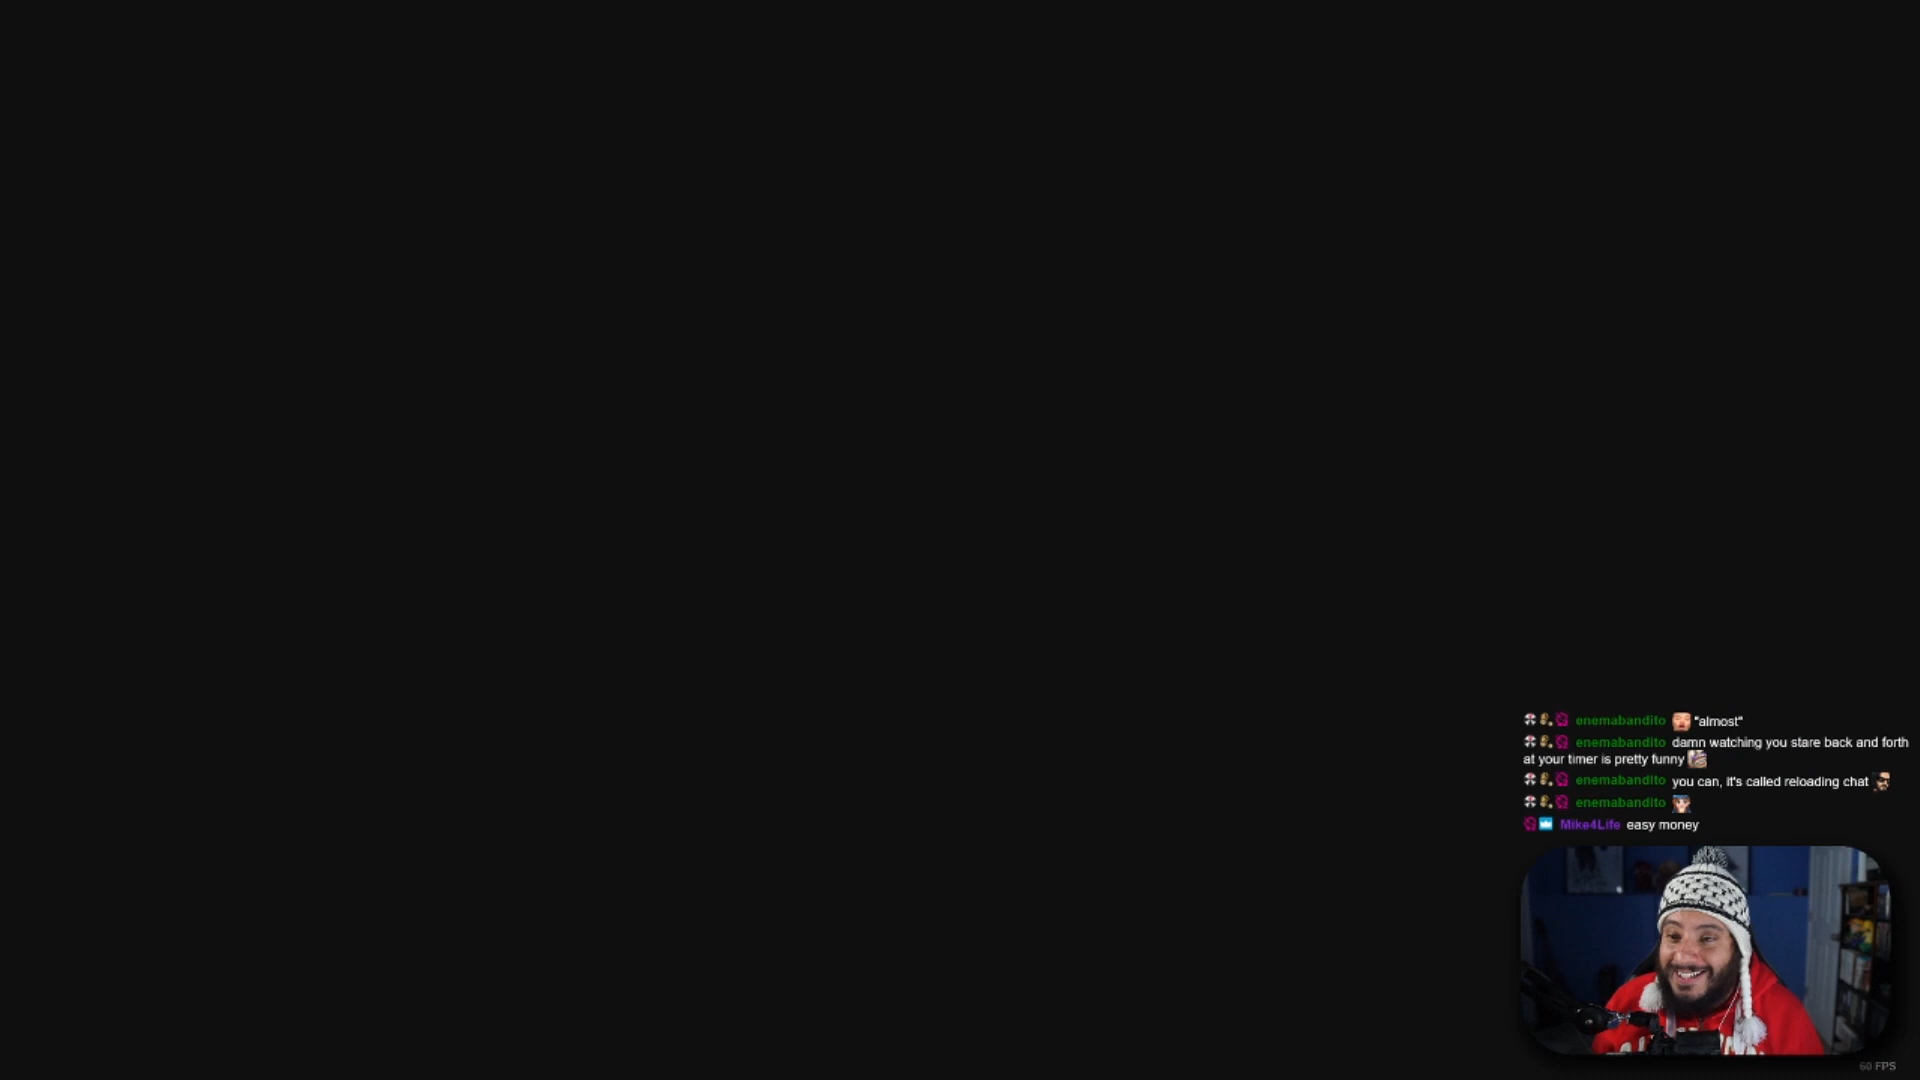 enemabandito "almost"
enemabandito damn watching you stare back and forth
at your timer is pretty funny
enemabandito you can, it's called reloading chat
enemabandito
Mike4Life easy money
60 FPS